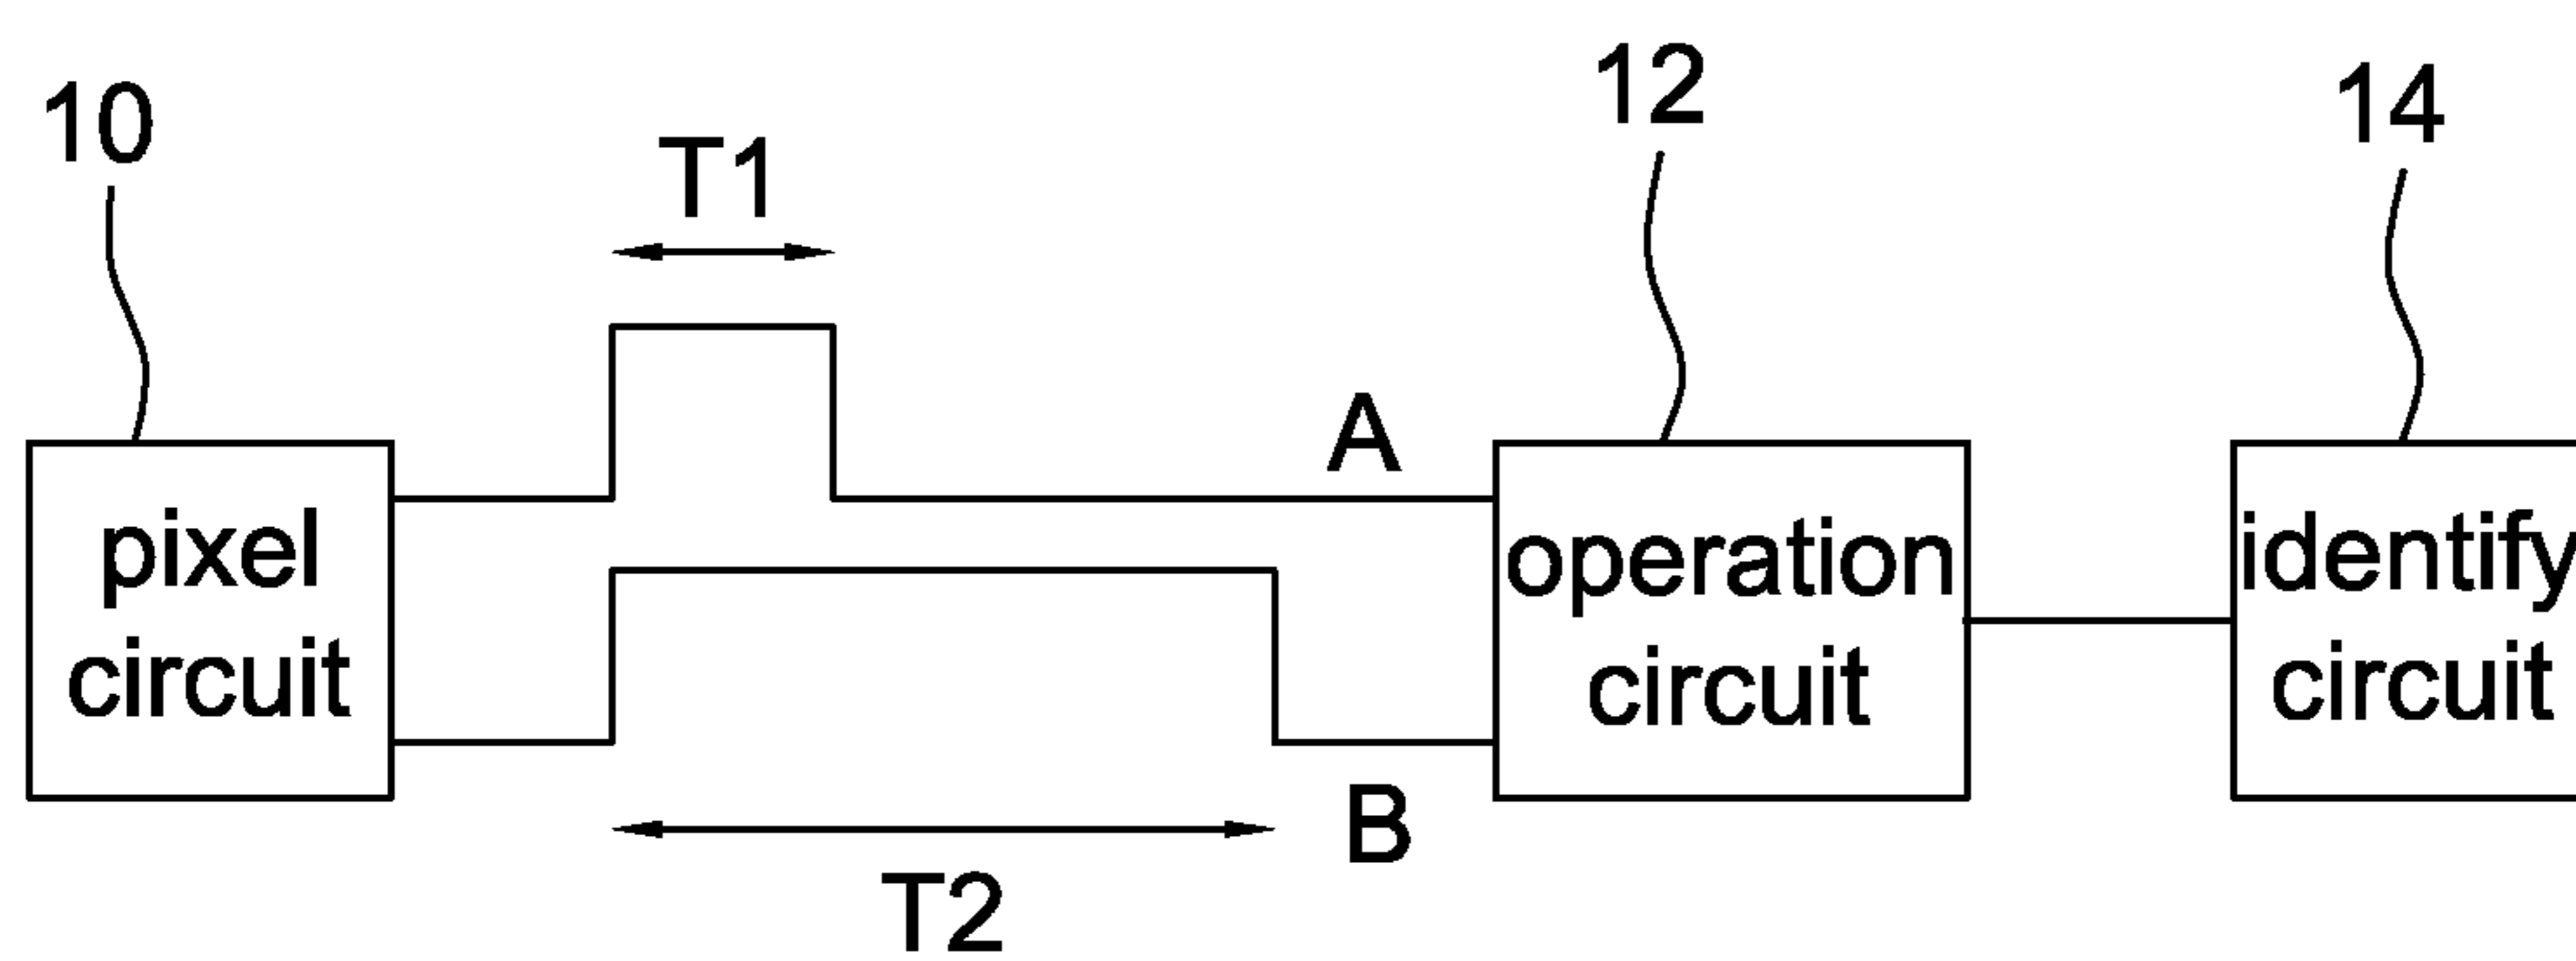 10
T1
12
14
A
pixel
circuit
operation
circuit
identify
circuit
B
T2